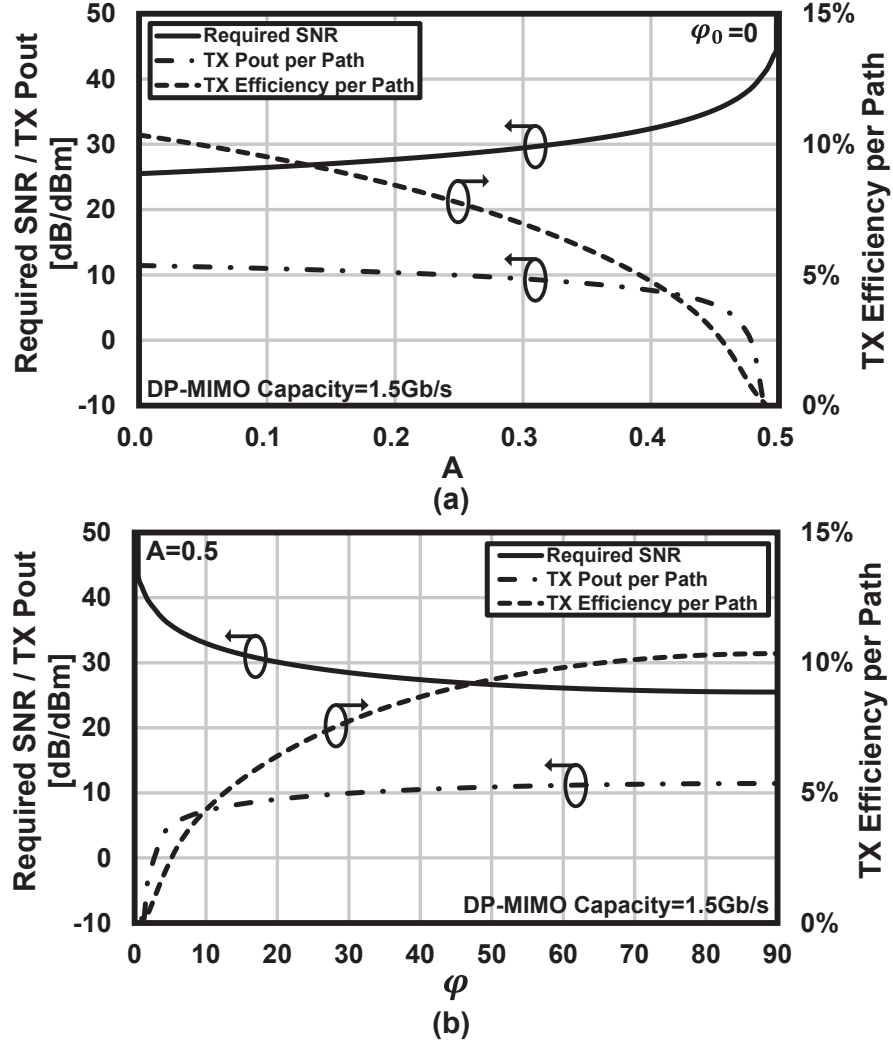 50
40
30
20
10
0
-10
Required SNR / TX Pout
[dB/dBm]
Required SNR
TX Pout per Path
TX Efficiency per Path
φ0 =0
DP-MIMO Capacity=1.5Gb/s
15%
10%
5%
0%
TX Efficiency per Path
0.0 0.1 0.2 0.3 0.4 0.5
A
(a)
50
40
30
20
10
0
-10
Required SNR / TX Pout
[dB/dBm]
A=0.5
Required SNR
TX Pout per Path
TX Efficiency per Path
DP-MIMO Capacity=1.5Gb/s
15%
10%
5%
0%
TX Efficiency per Path
0 10 20 30 40 50 60 70 80 90
φ
(b)